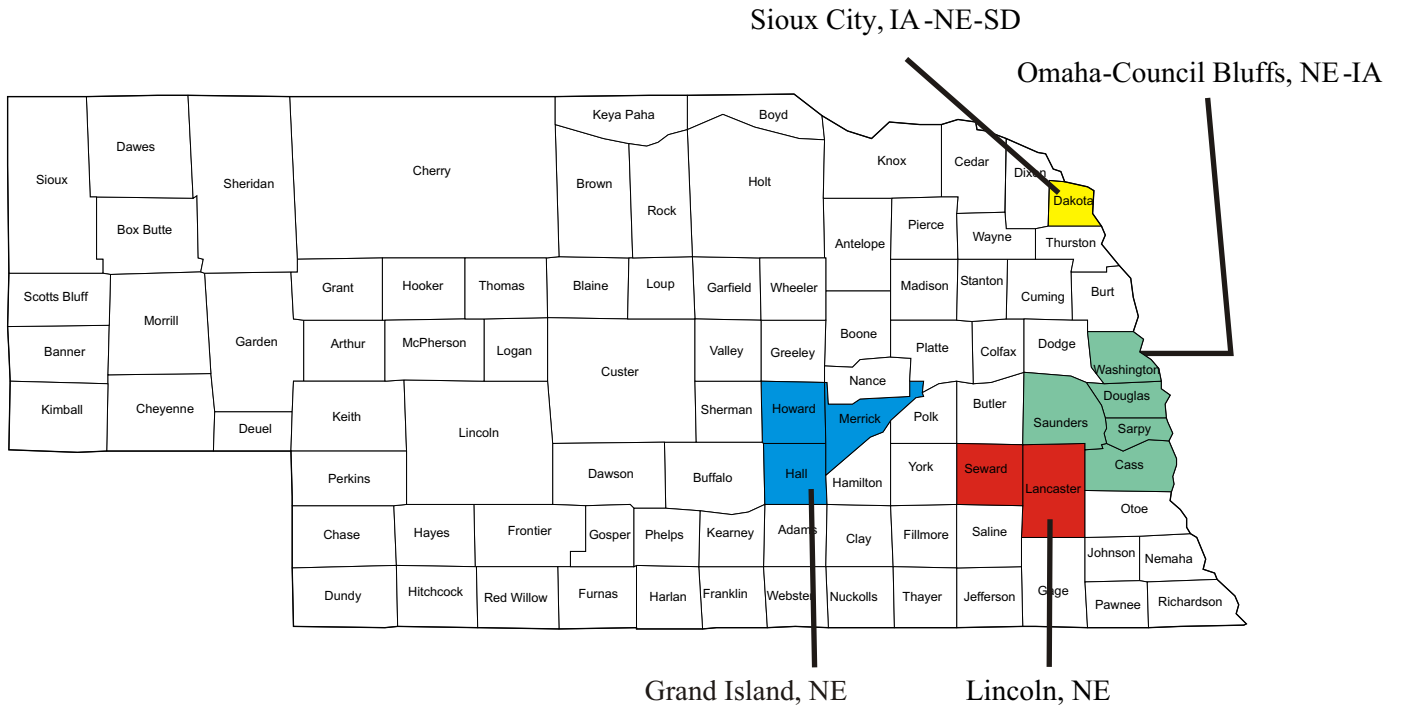 Sioux City, IA-NE-SD
Omaha-Council Bluffs, NE-IA
Keya Paha
Boyd
Dawes
Sioux
Sheridan
Cherry
Brown
Rock
Holt
Knox
Cedar
Dixon
Dakota
Box Butte
Antelope
Pierce
Wayne
Thurston
Scotts Bluff
Morrill
Garden
Grant
Hooker
Thomas
Blaine
Loup
Garfield
Wheeler
Madison
Stanton
Cuming
Burt
Banner
Arthur
McPherson
Logan
Custer
Valley
Greeley
Boone
Platte
Colfax
Dodge
Washington
Kimball
Cheyenne
Deuel
Keith
Lincoln
Sherman
Howard
Nance
Merrick
Polk
Butler
Saunders
Douglas
Sarpy
Perkins
Dawson
Buffalo
Hall
Hamilton
York
Seward
Lancaster
Cass
Otoe
Chase
Hayes
Frontier
Gosper
Phelps
Kearney
Adams
Clay
Fillmore
Saline
Johnson
Nemaha
Dundy
Hitchcock
Red Willow
Furnas
Harlan
Franklin
Webster
Nuckolls
Thayer
Jefferson
Gage
Pawnee
Richardson
Grand Island, NE
Lincoln, NE